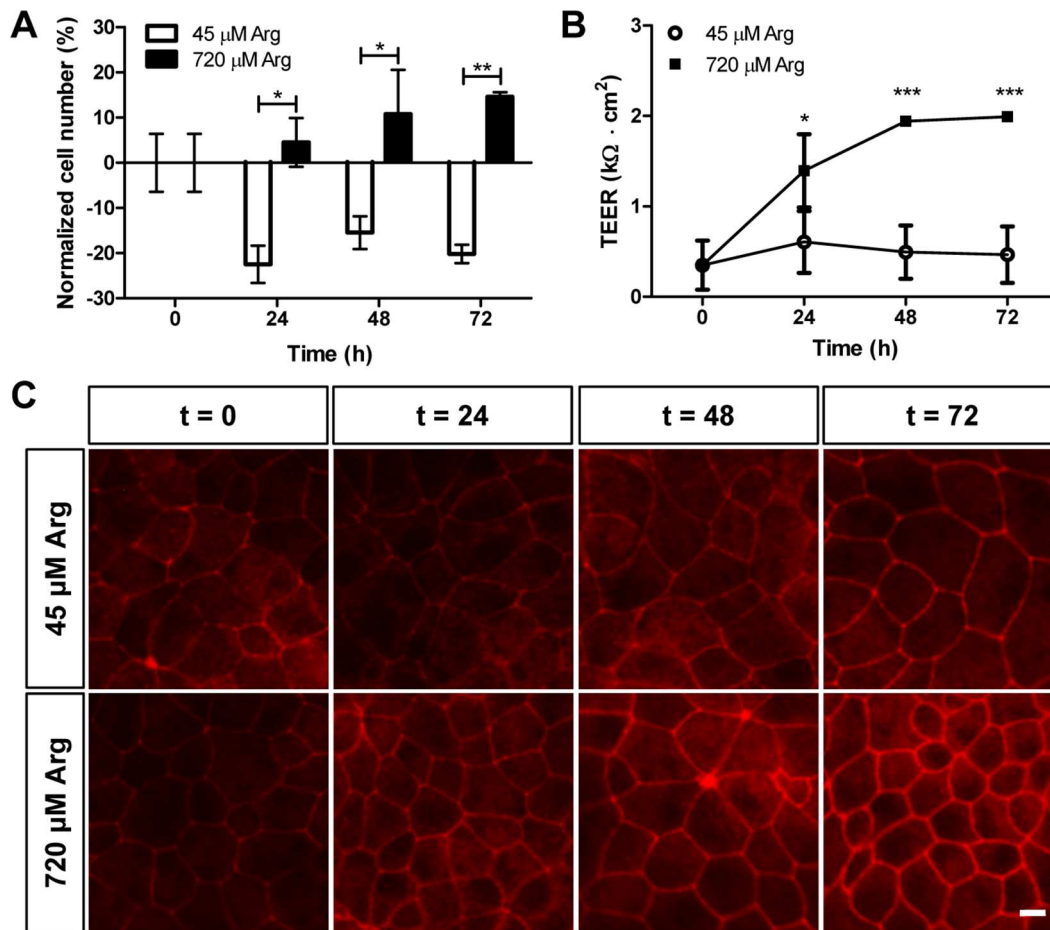 A
Normalized cell number (%)
30
20
10
0
-10
-20
-30
45 μM Arg
720 μM Arg
*
*
**
0
24
48
72
Time (h)
B
TEER (kΩ · cm²)
3
2
1
0
45 μM Arg
720 μM Arg
*
***
***
0
24
48
72
Time (h)
C
t = 0
t = 24
t = 48
t = 72
45 μM Arg
720 μM Arg